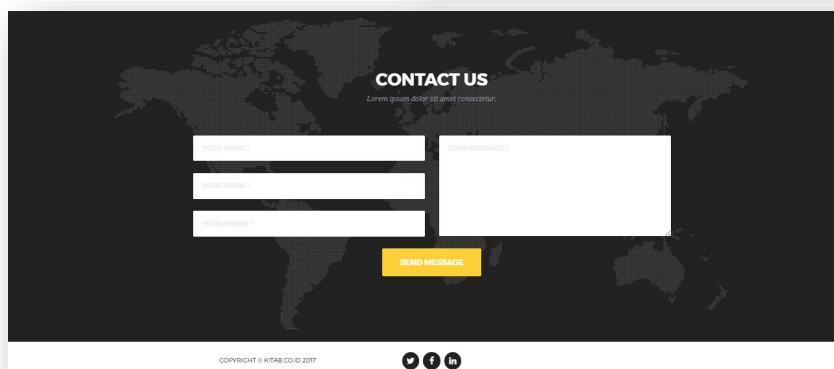 CONTACT US
Lorem ipsum dolor sit amet consectetur.
YOUR NAME *
YOUR EMAIL *
YOUR PHONE *
YOUR MESSAGE *
SEND MESSAGE
COPYRIGHT © KITAB.CO.ID 2017